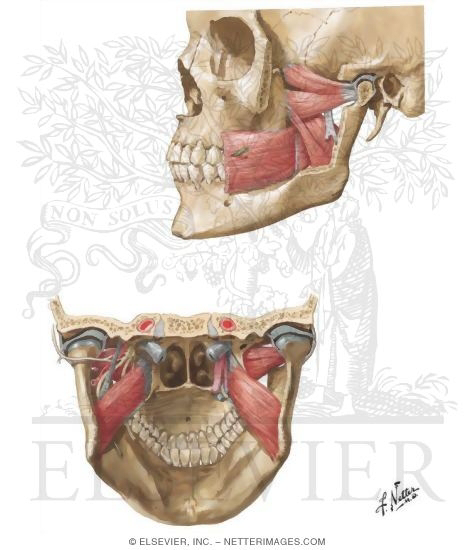 NON SOLUS
ELSEVIER
F. Netter
M.D.
© ELSEVIER, INC. – NETTERIMAGES.COM